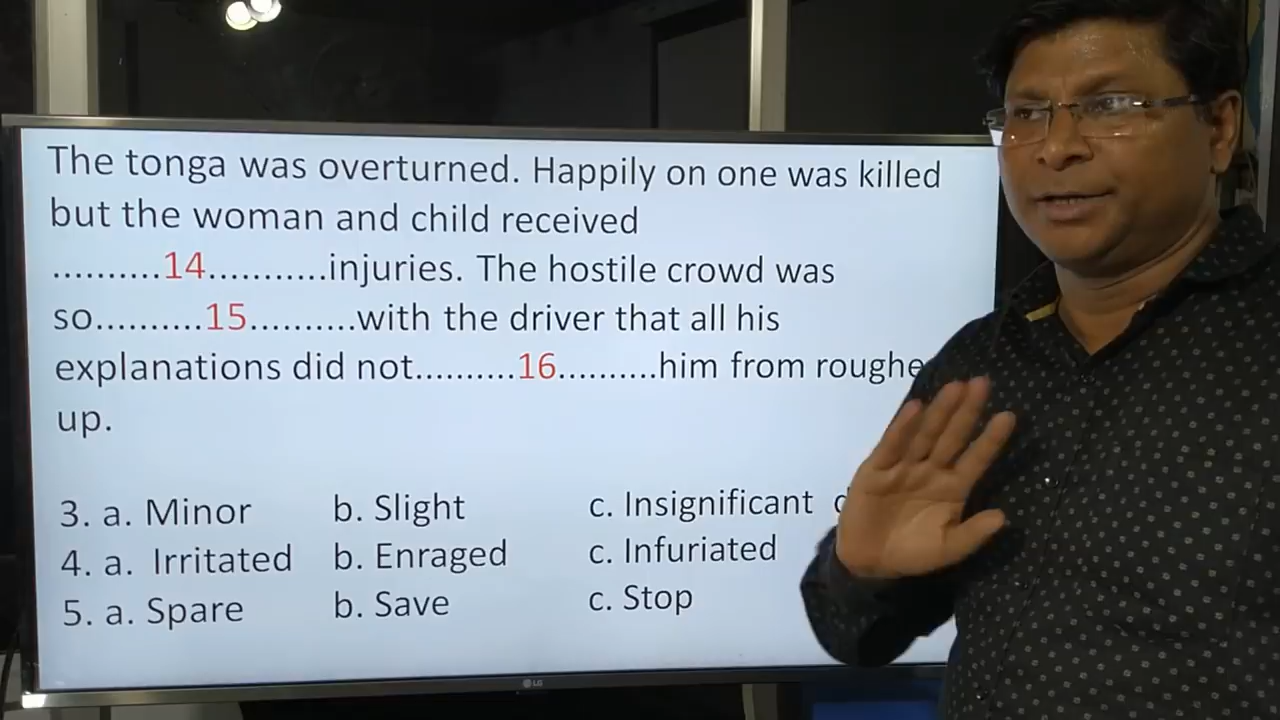 The tonga was overturned. Happily on one was killed
but the woman and child received
..........14...........injuries. The hostile crowd was
so..........15..........with the driver that all his
explanations did not..........16..........him from
up.
3. a. Minor b. Slight c. Insignificant
4. a. Irritated b. Enraged c. Infuriated
5. a. Spare b. Save c. Stop
LG